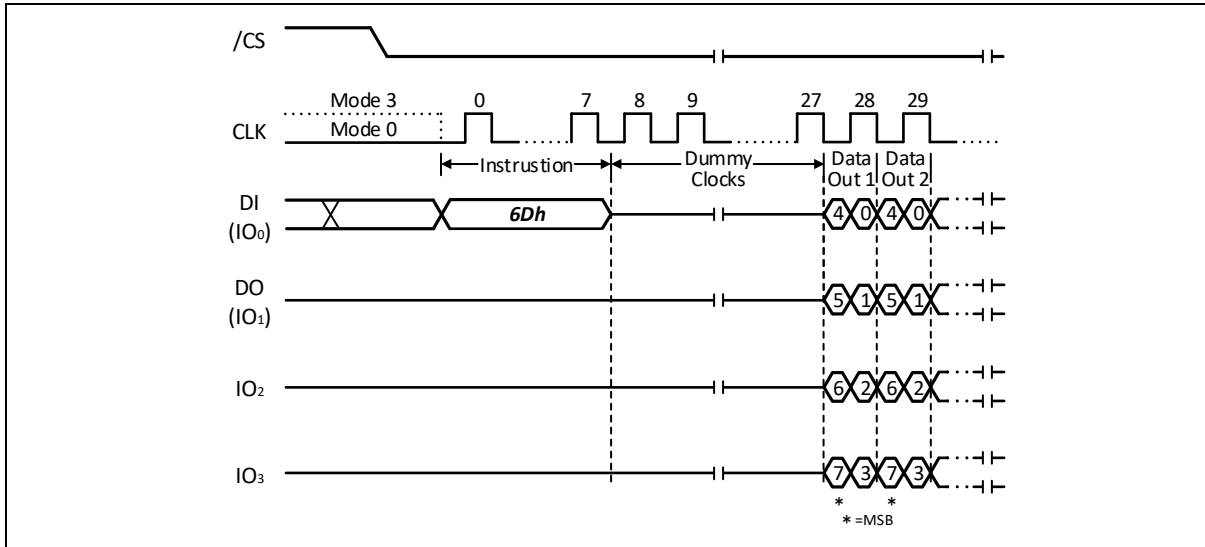 /CS
Mode 3 0 7 8 9 27 28 29
CLK Mode 0
Instrustion Dummy Clocks Data Out 1 Data Out 2
DI (IO0) 6Dh 4 0 4 0
DO (IO1) 5 1 5 1
IO2 6 2 6 2
IO3 7 3 7 3
* *
* =MSB